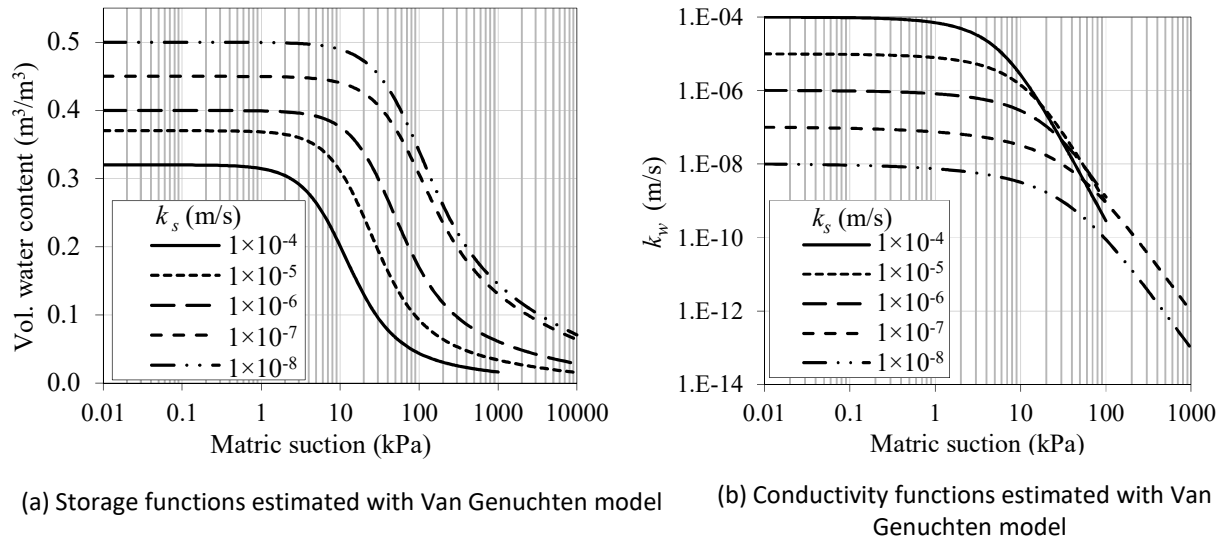 0.5
0.4
0.3
0.2
0.1
0.0
Vol. water content (m³/m³)
k s (m/s)
1×10⁻⁴
1×10⁻⁵
1×10⁻⁶
1×10⁻⁷
1×10⁻⁸
0.01 0.1 1 10 100 1000 10000
Matric suction (kPa)
(a) Storage functions estimated with Van Genuchten model
1.E-04
1.E-06
1.E-08
1.E-10
1.E-12
1.E-14
k w (m/s)
k s (m/s)
1×10⁻⁴
1×10⁻⁵
1×10⁻⁶
1×10⁻⁷
1×10⁻⁸
0.01 0.1 1 10 100 1000
Matric suction (kPa)
(b) Conductivity functions estimated with Van
Genuchten model